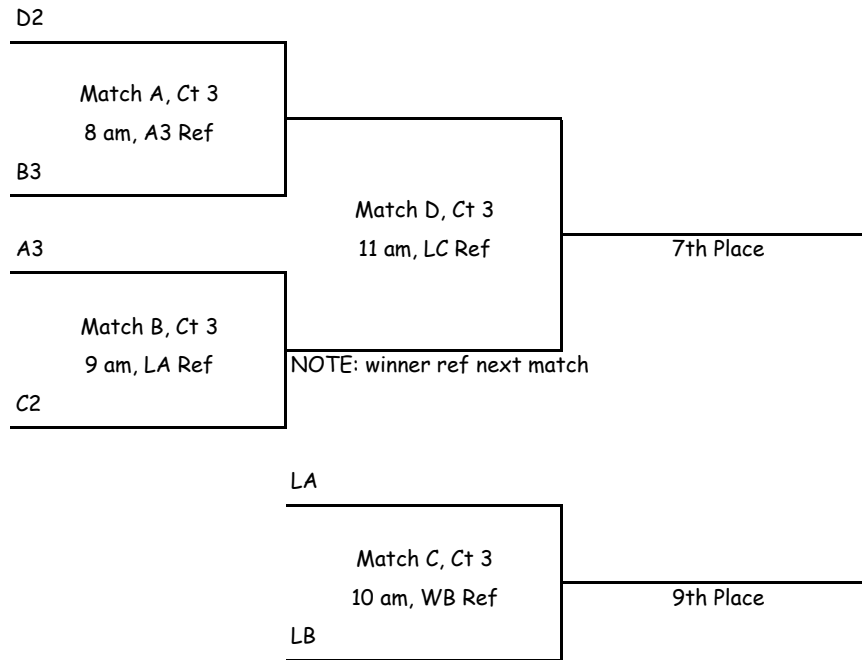 D2
Match A, Ct 3
8 am, A3 Ref
B3
Match D, Ct 3
A3
11 am, LC Ref
7th Place
Match B, Ct 3
9 am, LA Ref
NOTE: winner ref next match
C2
LA
Match C, Ct 3
10 am, WB Ref
9th Place
LB